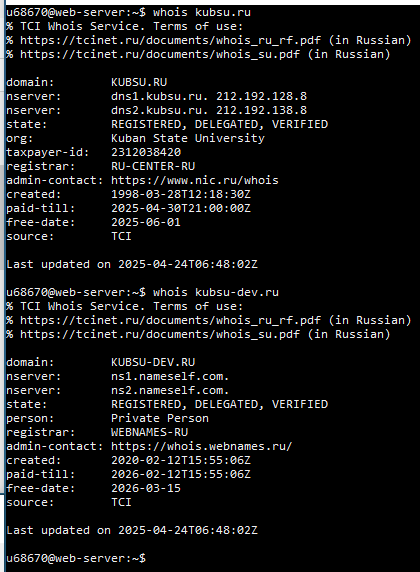 u68670@web-server:~$ whois kubsu.ru
% TCI Whois Service. Terms of use:
% https://tcinet.ru/documents/whois_ru_rf.pdf (in Russian)
% https://tcinet.ru/documents/whois_su.pdf (in Russian)

domain:        KUBSU.RU
nserver:       dns1.kubsu.ru. 212.192.128.8
nserver:       dns2.kubsu.ru. 212.192.138.8
state:         REGISTERED, DELEGATED, VERIFIED
org:           Kuban State University
taxpayer-id:   2312038420
registrar:     RU-CENTER-RU
admin-contact: https://www.nic.ru/whois
created:       1998-03-28T12:18:30Z
paid-till:     2025-04-30T21:00:00Z
free-date:     2025-06-01
source:        TCI

Last updated on 2025-04-24T06:48:02Z

u68670@web-server:~$ whois kubsu-dev.ru
% TCI Whois Service. Terms of use:
% https://tcinet.ru/documents/whois_ru_rf.pdf (in Russian)
% https://tcinet.ru/documents/whois_su.pdf (in Russian)

domain:        KUBSU-DEV.RU
nserver:       ns1.nameself.com.
nserver:       ns2.nameself.com.
state:         REGISTERED, DELEGATED, VERIFIED
person:        Private Person
registrar:     WEBNAMES-RU
admin-contact: https://whois.webnames.ru/
created:       2020-02-12T15:55:06Z
paid-till:     2026-02-12T15:55:06Z
free-date:     2026-03-15
source:        TCI

Last updated on 2025-04-24T06:48:02Z

u68670@web-server:~$